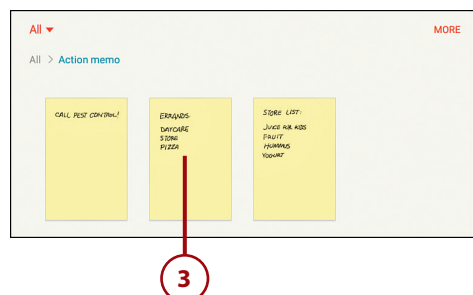 All
MORE
All > Action memo
CALL PEST CONTROL!
ERRANDS:
DAYCARE
STORE
PIZZA
STORE LIST:
JUICE FOR KIDS
FRUIT
HUMMUS
YOGURT
3